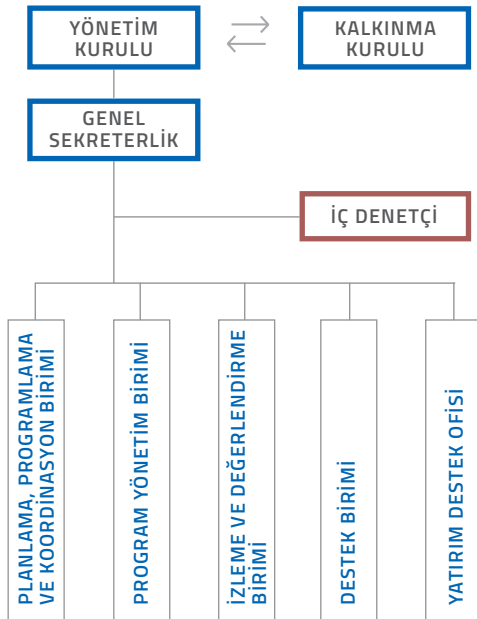 YÖNETİM
KURULU
KALKINMA
KURULU
GENEL
SEKRETERLİK
İÇ DENETÇİ
PLANLAMA, PROGRAMLAMA
VE KOORDİNASYON BİRİMİ
PROGRAM YÖNETİM BİRİMİ
İZLEME VE DEĞERLENDİRME
BİRİMİ
DESTEK BİRİMİ
YATIRIM DESTEK OFİSİ